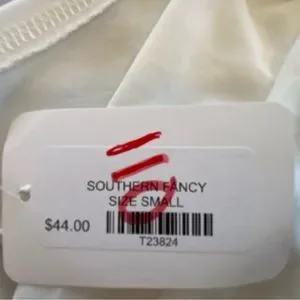 SOUTHERN FANCY
SIZE SMALL
$44.00
T23824